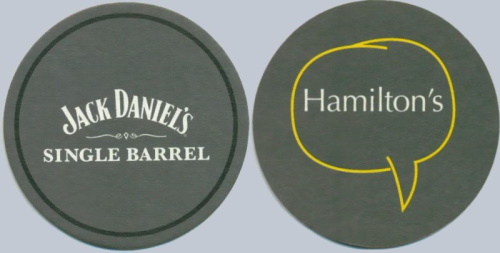 JACK DANIEL'S
SINGLE BARREL
Hamilton's